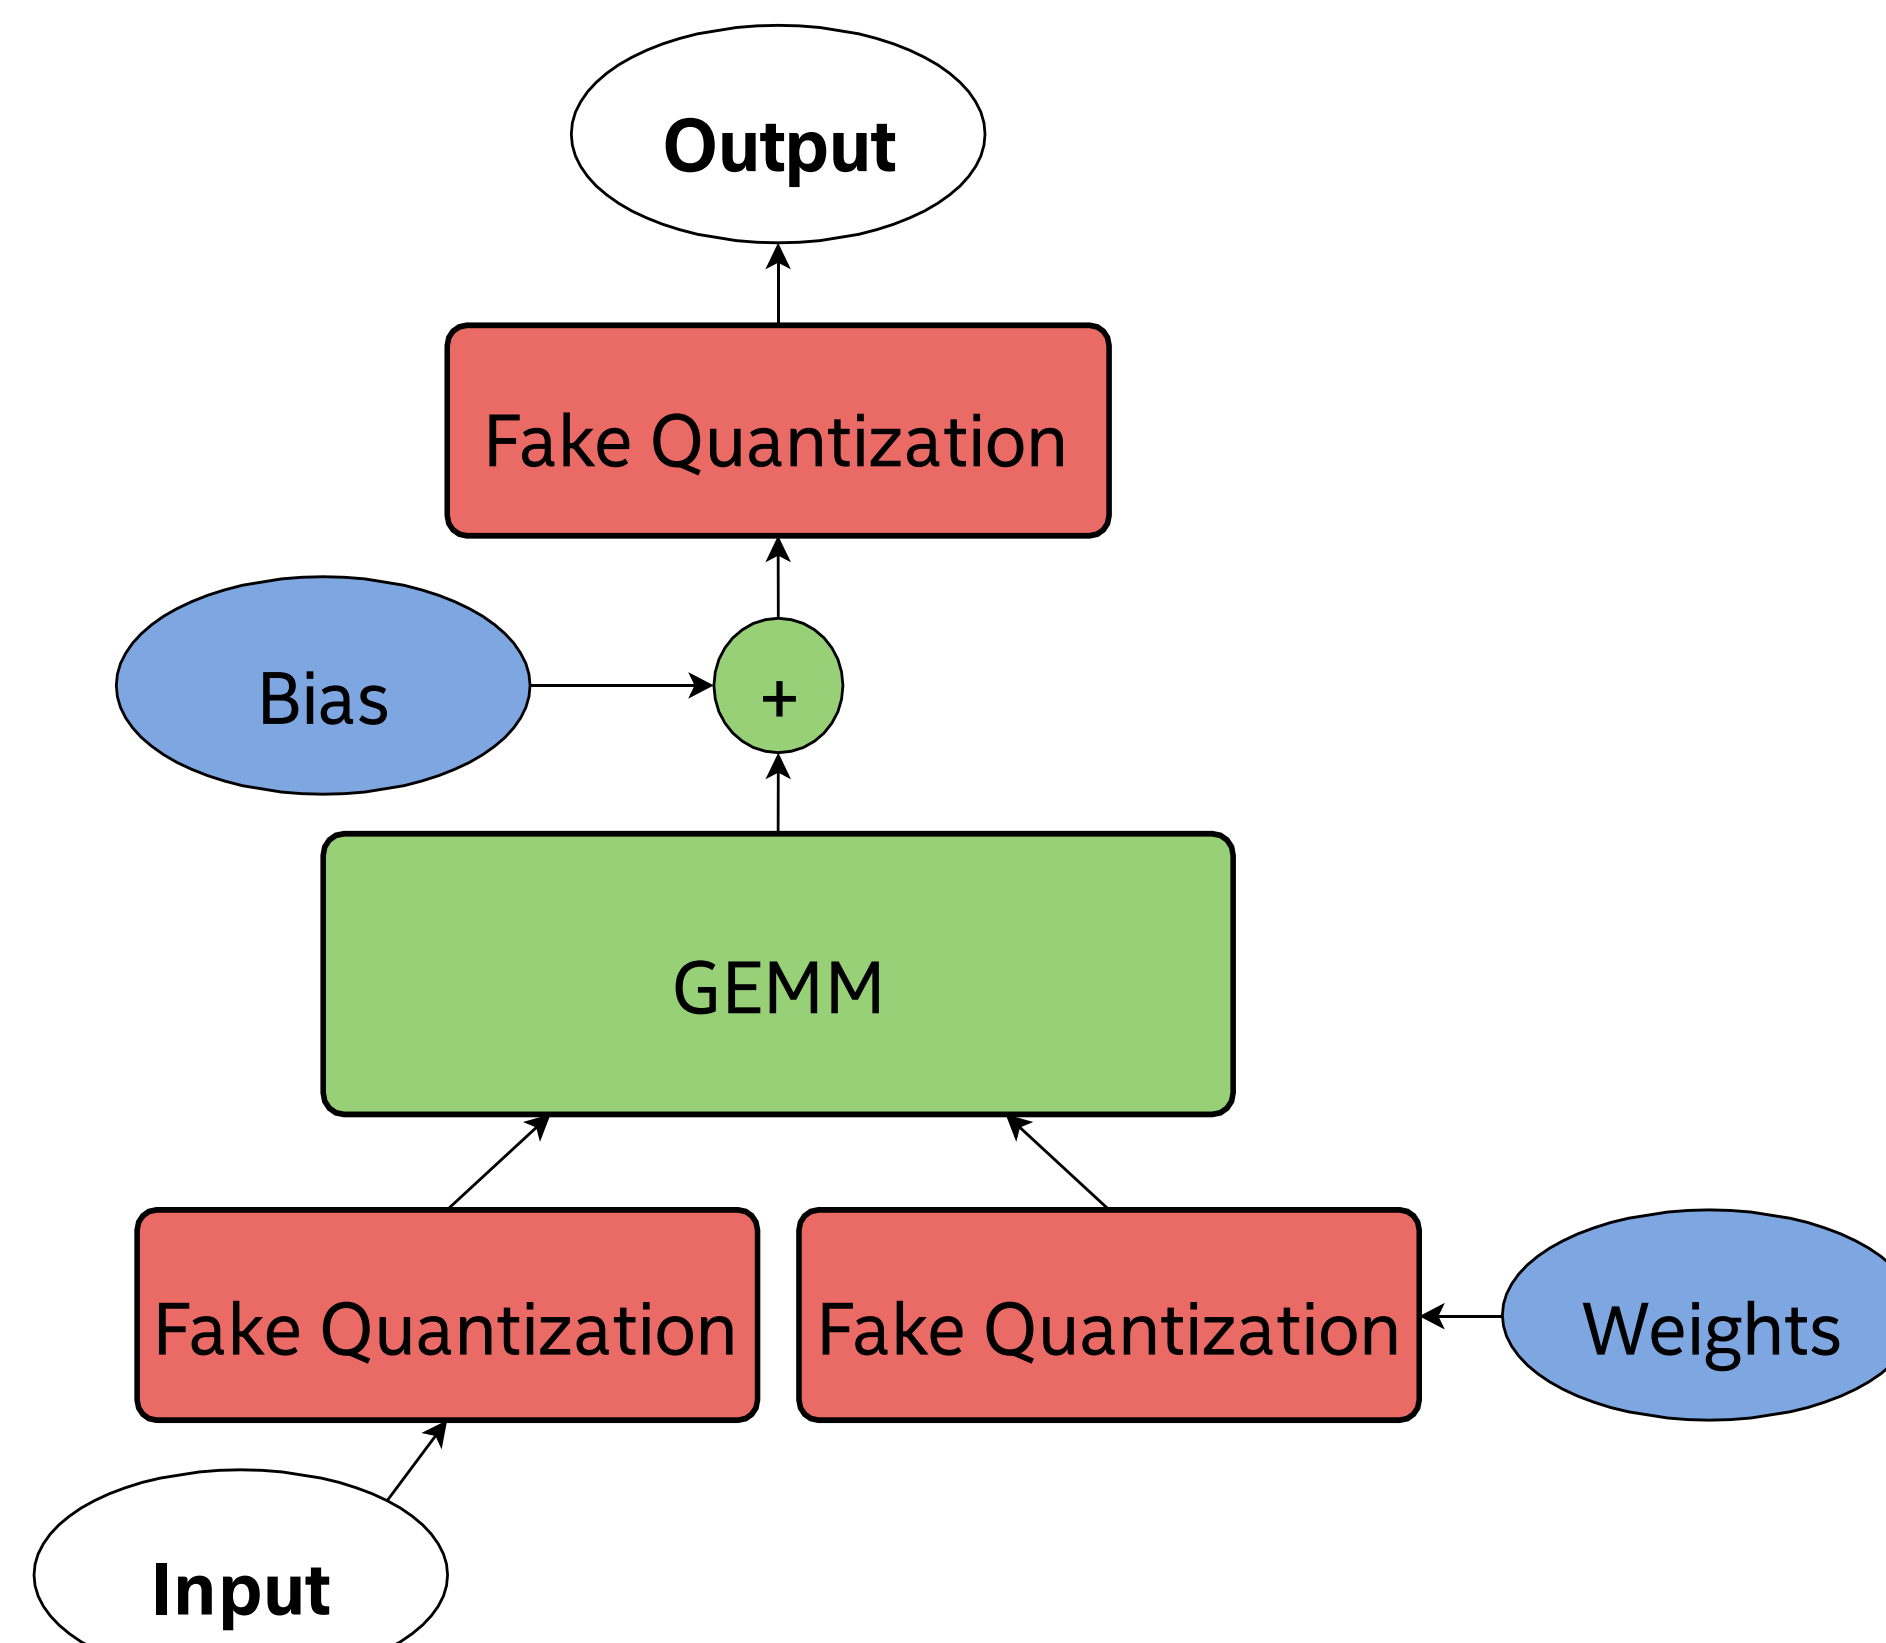 Output
Fake Quantization
Bias
+
GEMM
Fake Quantization
Fake Quantization
Weights
Input